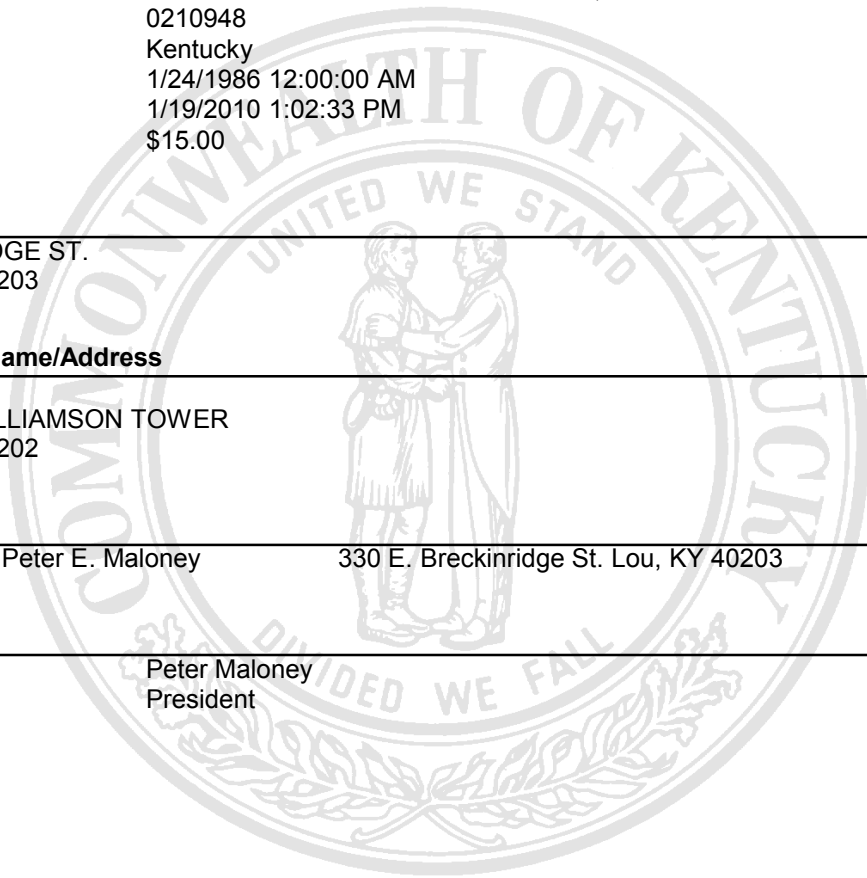 0210948
Kentucky
1/24/1986 12:00:00 AM
1/19/2010 1:02:33 PM
$15.00
COMMONWEALTH OF KENTUCKY
UNITED WE STAND
DGE ST.
203
ame/Address
LLIAMSON TOWER
202
Peter E. Maloney 330 E. Breckinridge St. Lou, KY 40203
DIVIDED WE FALL
Peter Maloney
President